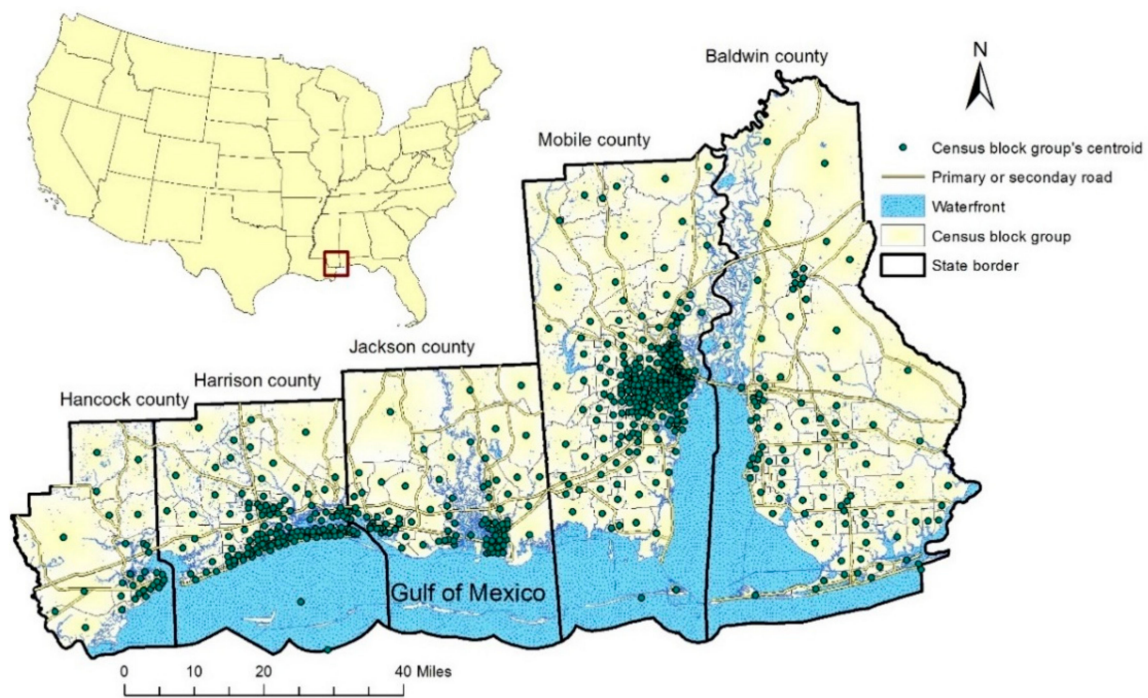 N
Baldwin county
Mobile county
Census block group's centroid
Primary or seconday road
Waterfront
Census block group
State border
Jackson county
Harrison county
Hancock county
Gulf of Mexico
0 10 20 40 Miles